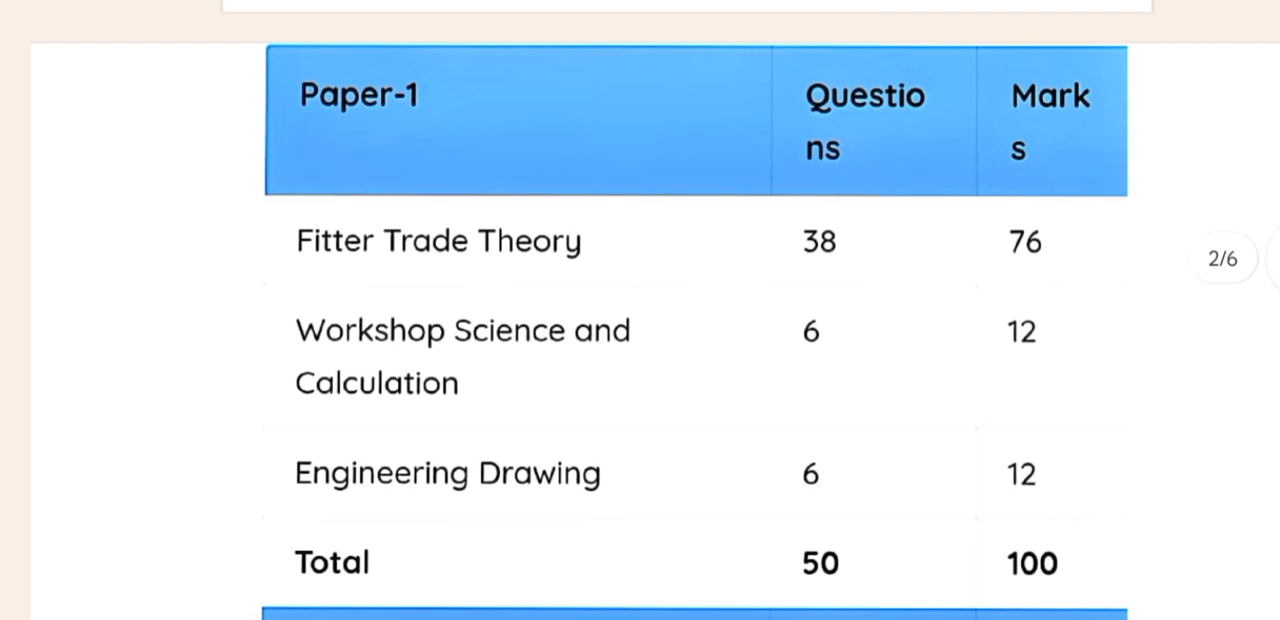 Paper-1 Questio Mark
ns s
Fitter Trade Theory 38 76
2/6
Workshop Science and 6 12
Calculation
Engineering Drawing 6 12
Total 50 100